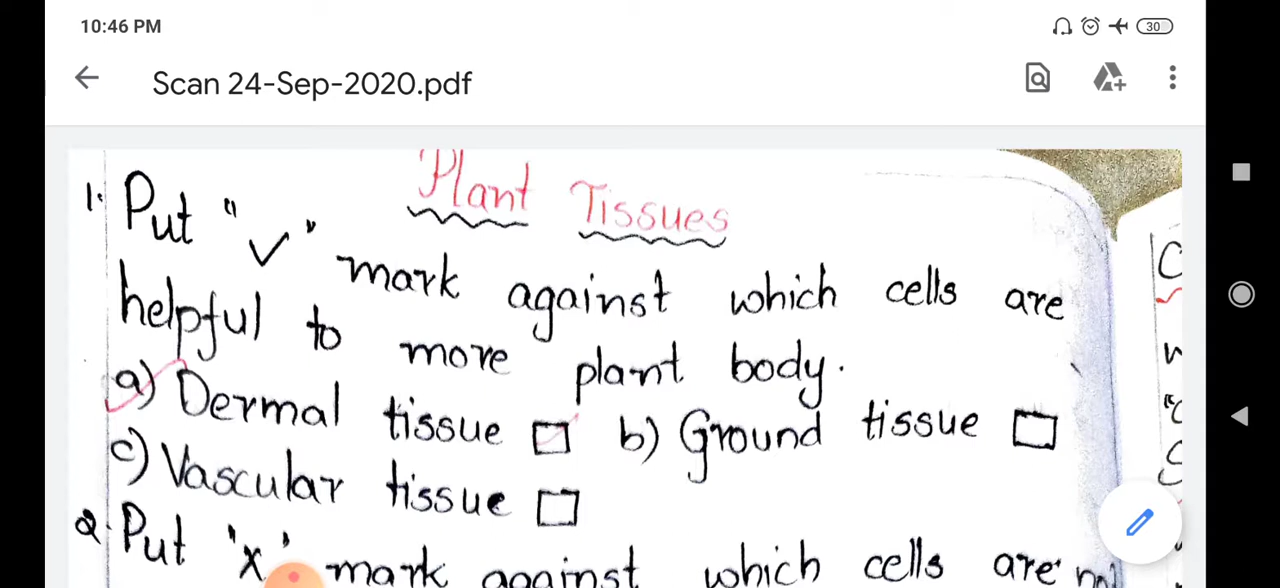 10:46 PM
30
Scan 24-Sep-2020.pdf
Plant Tissues
1. Put "✓" mark against which cells are
helpful to more plant body.
a) Dermal tissue □ b) Ground tissue □
c) Vascular tissue □
2. Put 'x' mark against which cells are